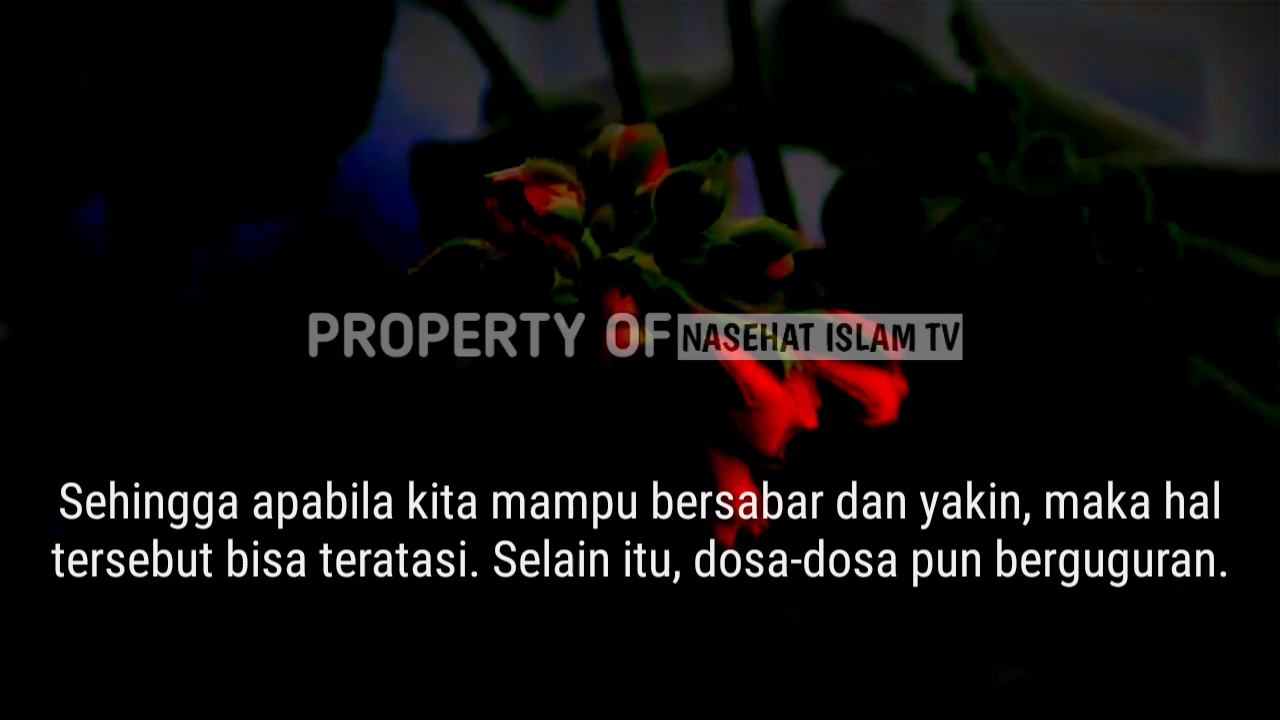 PROPERTY OF NASEHAT ISLAM TV
Sehingga apabila kita mampu bersabar dan yakin, maka hal
tersebut bisa teratasi. Selain itu, dosa-dosa pun berguguran.